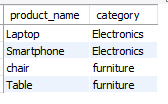 product_name category
Laptop Electronics
Smartphone Electronics
chair furniture
Table furniture